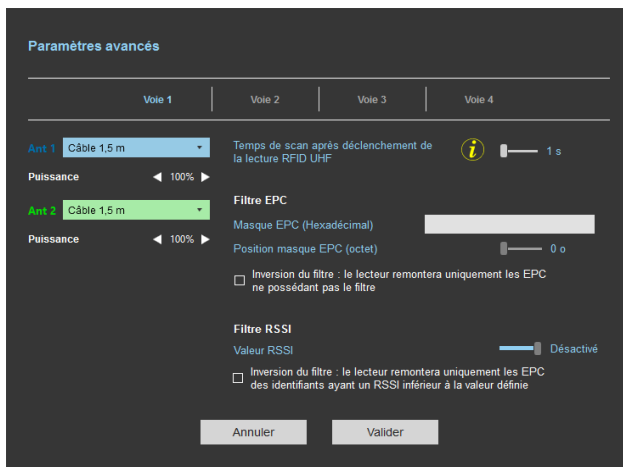 Paramètres avancés
Voie 1
Voie 2
Voie 3
Voie 4
Ant 1
Câble 1,5 m
Puissance
100%
Ant 2
Câble 1,5 m
Puissance
100%
Temps de scan après déclenchement de
la lecture RFID UHF
i
1 s
Filtre EPC
Masque EPC (Hexadécimal)
Position masque EPC (octet)
0 o
Inversion du filtre : le lecteur remontera uniquement les EPC
ne possédant pas le filtre
Filtre RSSI
Valeur RSSI
Désactivé
Inversion du filtre : le lecteur remontera uniquement les EPC
des identifiants ayant un RSSI inférieur à la valeur définie
Annuler
Valider